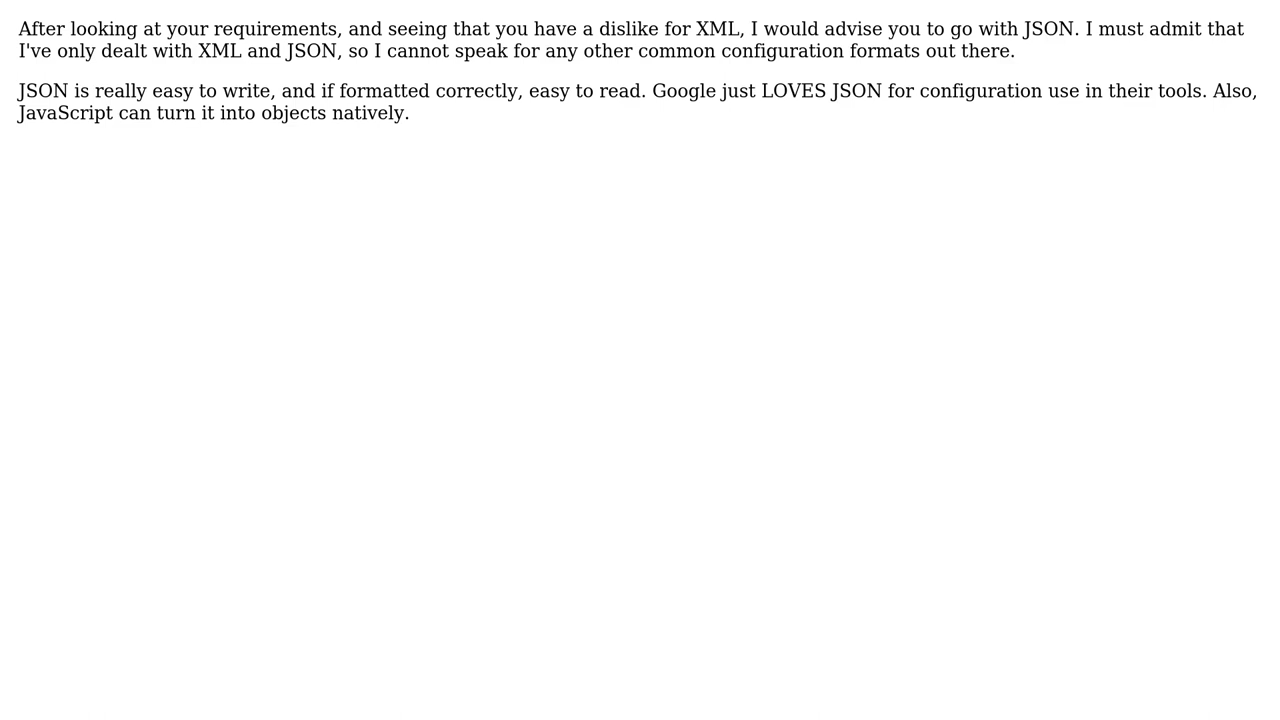 After looking at your requirements, and seeing that you have a dislike for XML, I would advise you to go with JSON. I must admit that
I've only dealt with XML and JSON, so I cannot speak for any other common configuration formats out there.
JSON is really easy to write, and if formatted correctly, easy to read. Google just LOVES JSON for configuration use in their tools. Also,
JavaScript can turn it into objects natively.